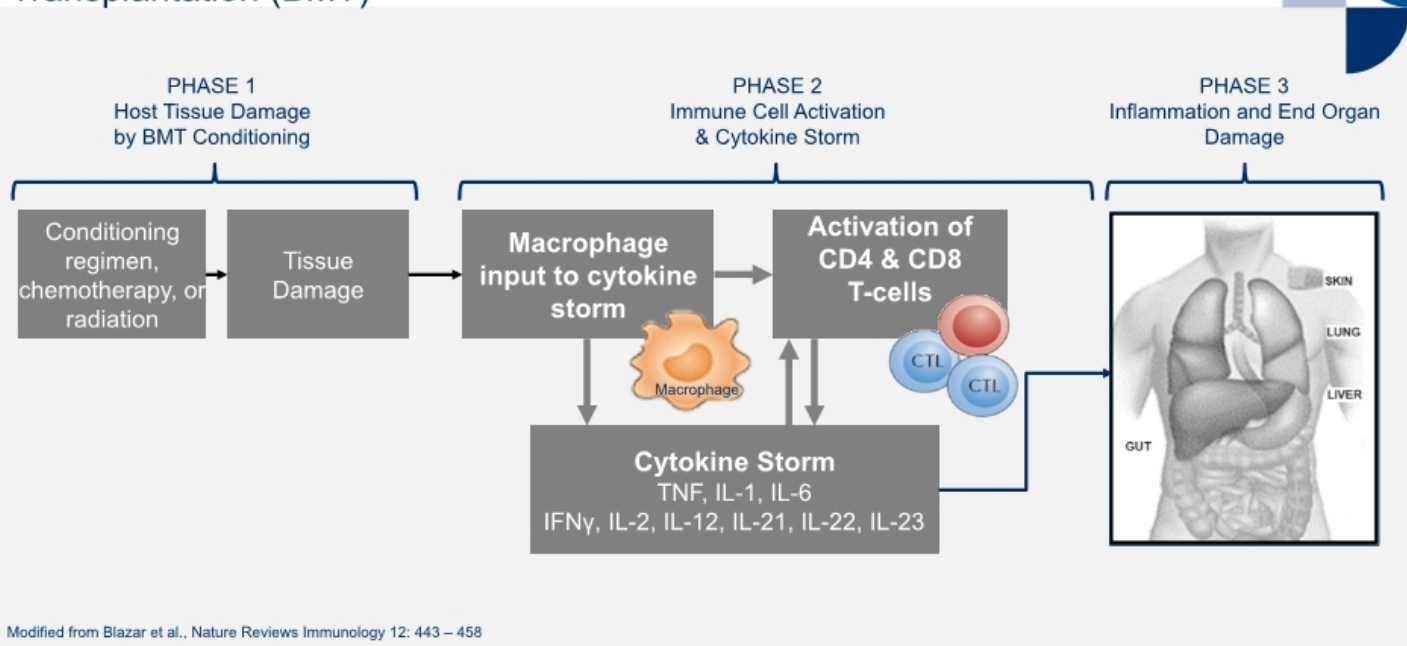 Transplantation (BMT)
PHASE 1
Host Tissue Damage
by BMT Conditioning
PHASE 2
Immune Cell Activation
& Cytokine Storm
PHASE 3
Inflammation and End Organ
Damage
Conditioning
regimen,
chemotherapy, or
radiation
Tissue
Damage
Macrophage
input to cytokine
storm
Macrophage
Activation of
CD4 & CD8
T-cells
CTL
CTL
Cytokine Storm
TNF, IL-1, IL-6
IFNγ, IL-2, IL-12, IL-21, IL-22, IL-23
SKIN
LUNG
LIVER
GUT
Modified from Blazar et al., Nature Reviews Immunology 12: 443 – 458